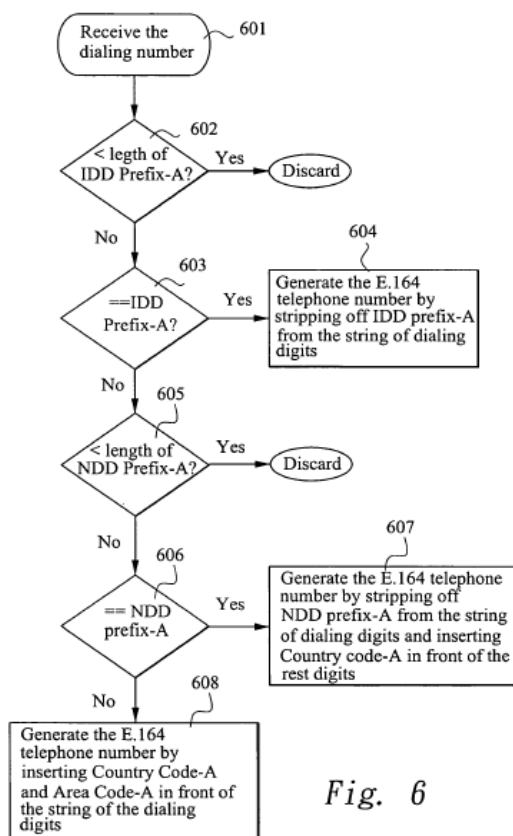 Receive the
dialing number
601
602
< legth of
IDD Prefix-A?
Yes
Discard
No
603
==IDD
Prefix-A?
Yes
604
Generate the E.164
telephone number by
stripping off IDD prefix-A
from the string of dialing
digits
No
605
< length of
NDD Prefix-A?
Yes
Discard
No
606
== NDD
prefix-A
Yes
607
Generate the E.164 telephone
number by stripping off
NDD prefix-A from the string
of dialing digits and inserting
Country code-A in front of the
rest digits
No
608
Generate the E.164
telephone number by
inserting Country Code-A
and Area Code-A in front of
the string of the dialing
digits
Fig. 6